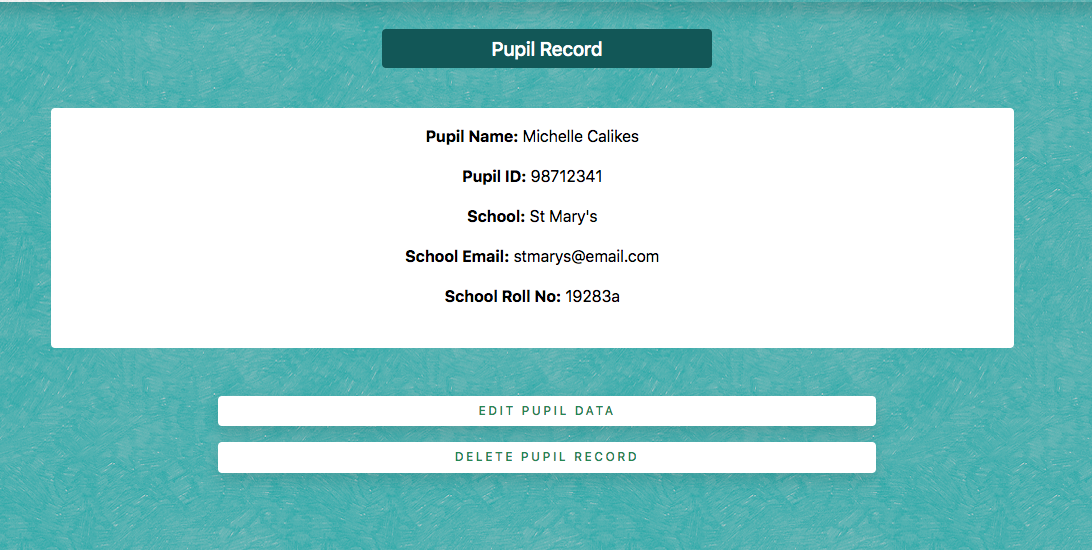 Pupil Record
Pupil Name: Michelle Calikes
Pupil ID: 98712341
School: St Mary's
School Email: stmarys@email.com
School Roll No: 19283a
EDIT PUPIL DATA
DELETE PUPIL RECORD